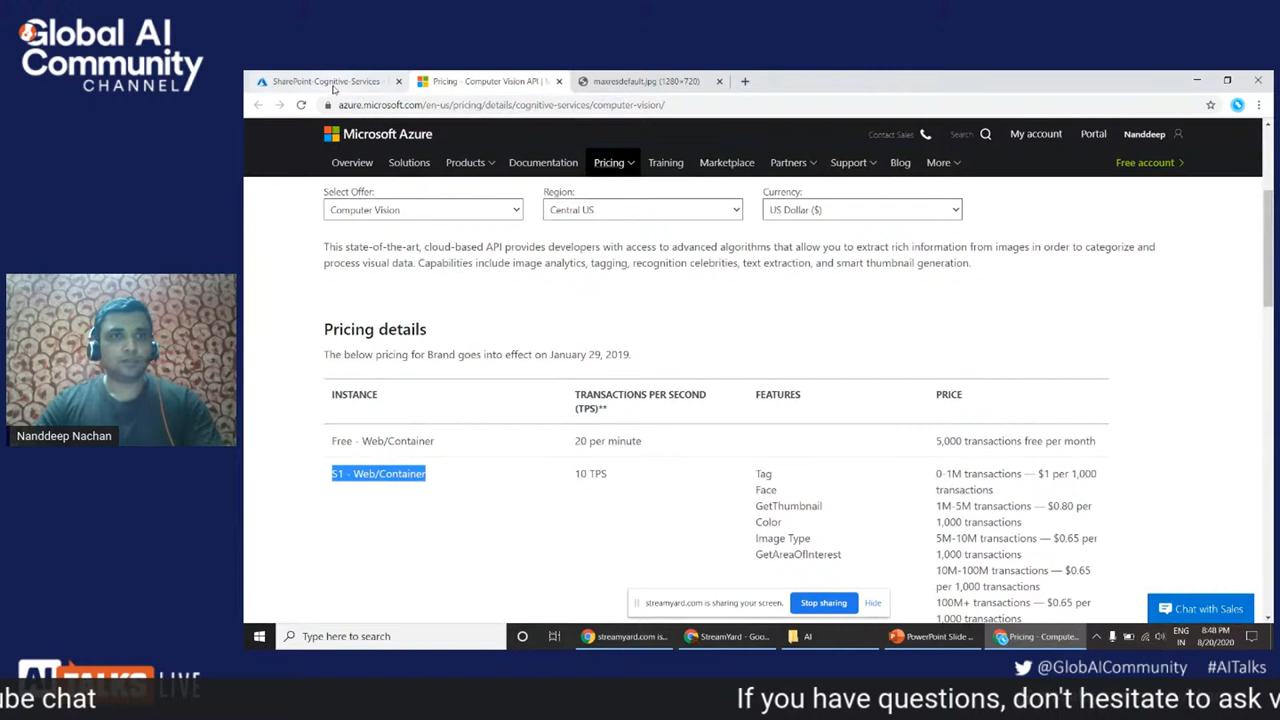 Global AI
Community
CHANNEL
SharePoint-Cognitive-Services
Pricing - Computer Vision API | M
maxresdefault.jpg (1280×720)
azure.microsoft.com/en-us/pricing/details/cognitive-services/computer-vision/
Microsoft Azure
Contact Sales
Search
My account
Portal
Nanddeep
Overview
Solutions
Products
Documentation
Pricing
Training
Marketplace
Partners
Support
Blog
More
Free account
Select Offer:
Region:
Currency:
Computer Vision
Central US
US Dollar ($)
This state-of-the-art, cloud-based API provides developers with access to advanced algorithms that allow you to extract rich information from images in order to categorize and
process visual data. Capabilities include image analytics, tagging, recognition celebrities, text extraction, and smart thumbnail generation.
Pricing details
The below pricing for Brand goes into effect on January 29, 2019.
INSTANCE
TRANSACTIONS PER SECOND
(TPS)**
FEATURES
PRICE
Free - Web/Container
20 per minute
5,000 transactions free per month
S1 - Web/Container
10 TPS
Tag
Face
GetThumbnail
Color
Image Type
GetAreaOfInterest
0-1M transactions — $1 per 1,000
transactions
1M-5M transactions — $0.80 per
1,000 transactions
5M-10M transactions — $0.65 per
1,000 transactions
10M-100M transactions — $0.65
per 1,000 transactions
100M+ transactions — $0.65 per
1,000 transactions
streamyard.com is sharing your screen.
Stop sharing
Hide
Chat with Sales
Nanddeep Nachan
Type here to search
streamyard.com is...
StreamYard - Goo...
AI
PowerPoint Slide ...
Pricing - Compute...
ENG
IN
8:48 PM
8/20/2020
AI TALKS LIVE
@GlobAICommunity
#AITalks
ube chat
If you have questions, don't hesitate to ask v